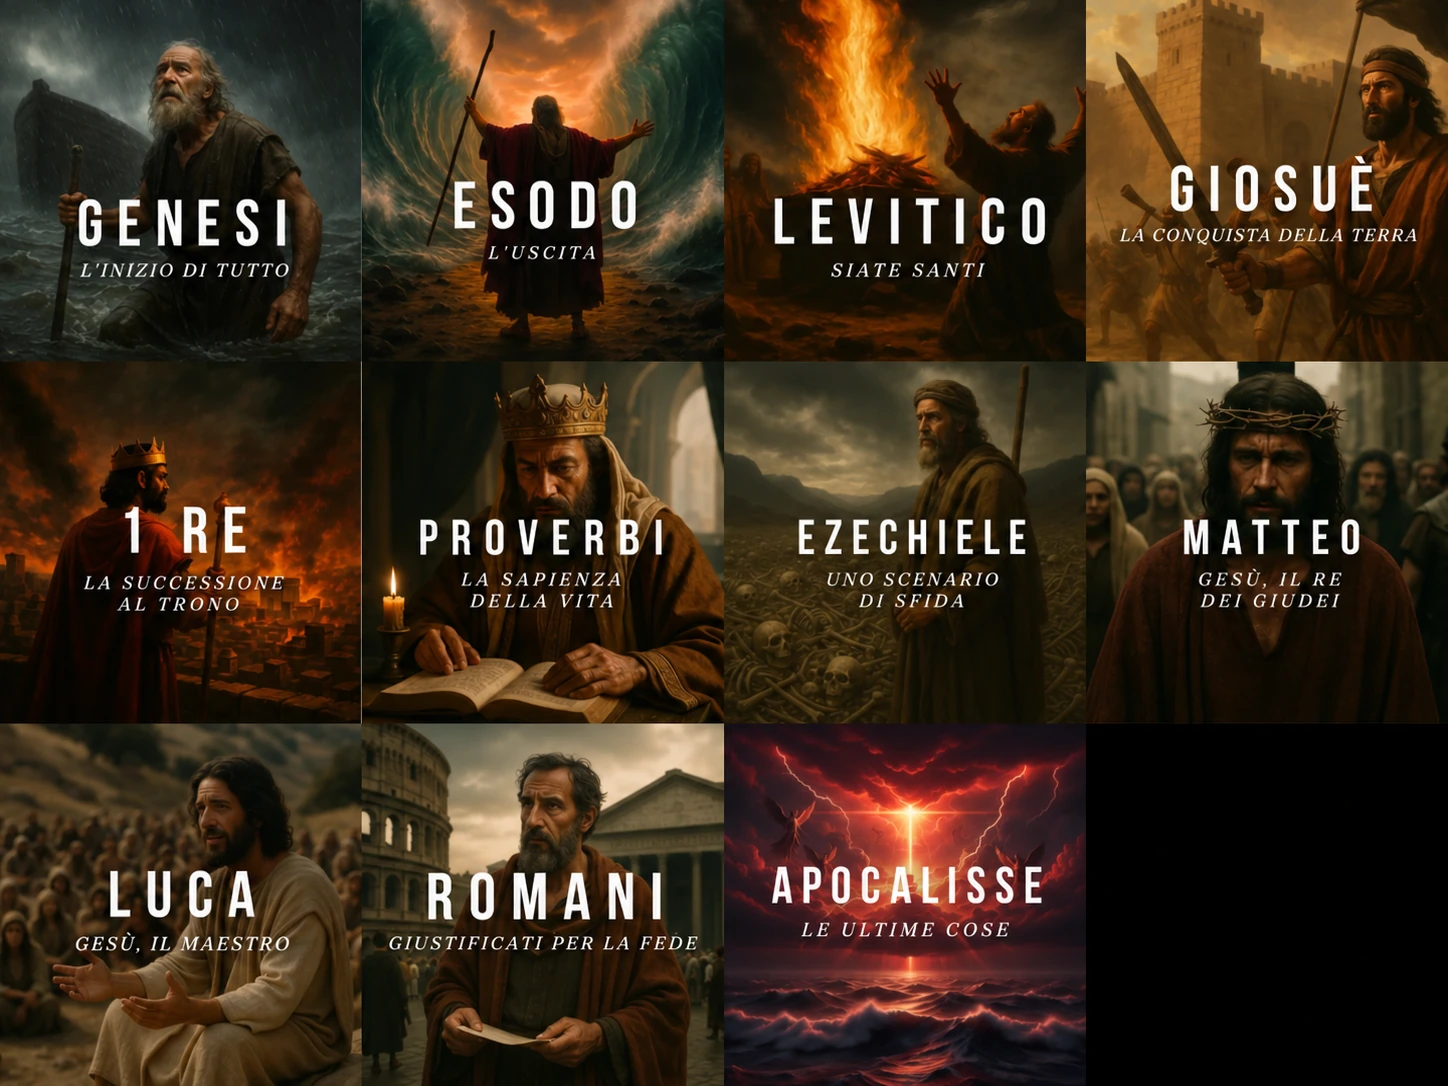 GENESI
L'INIZIO DI TUTTO
ESODO
L'USCITA
LEVITICO
SIATE SANTI
GIOSUÈ
LA CONQUISTA DELLA TERRA
1 RE
LA SUCCESSIONE
AL TRONO
PROVERBI
LA SAPIENZA
DELLA VITA
EZECHIELE
UNO SCENARIO
DI SFIDA
MATTEO
GESÙ, IL RE
DEI GIUDEI
LUCA
GESÙ, IL MAESTRO
ROMANI
GIUSTIFICATI PER LA FEDE
APOCALISSE
LE ULTIME COSE